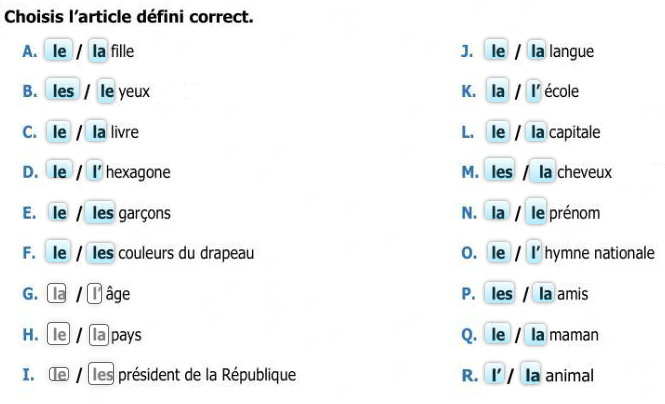 Choisis l'article défini correct.
A. le / la fille
B. les / le yeux
C. le / la livre
D. le / l' hexagone
E. le / les garçons
F. le / les couleurs du drapeau
G. la / l' âge
H. le / la pays
I. le / les président de la République
J. le / la langue
K. la / l' école
L. le / la capitale
M. les / la cheveux
N. la / le prénom
O. le / l' hymne nationale
P. les / la amis
Q. le / la maman
R. l' / la animal